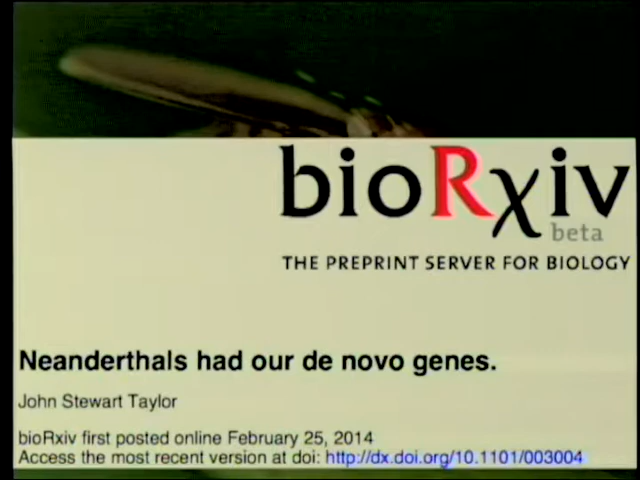 bioRχiv
beta
THE PREPRINT SERVER FOR BIOLOGY
Neanderthals had our de novo genes.
John Stewart Taylor
bioRxiv first posted online February 25, 2014
Access the most recent version at doi: http://dx.doi.org/10.1101/003004